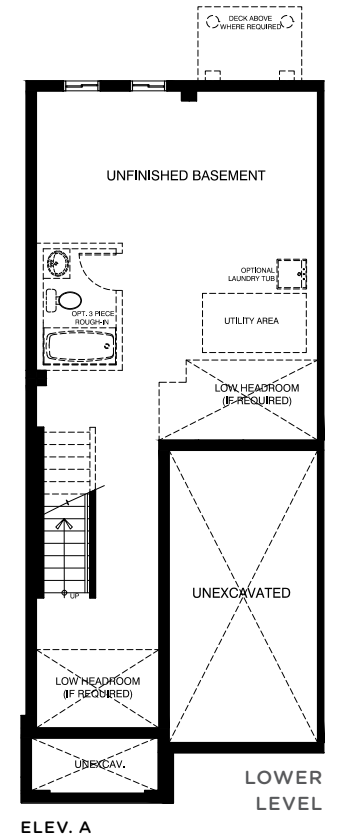 DECK ABOVE
WHERE REQUIRED
UNFINISHED BASEMENT
OPTIONAL
LAUNDRY TUB
OPT. 3 PIECE
ROUGH-IN
UTILITY AREA
LOW HEADROOM
(IF REQUIRED)
UNEXCAVATED
UP
LOW HEADROOM
(IF REQUIRED)
UNEXCAV.
LOWER
LEVEL
ELEV. A